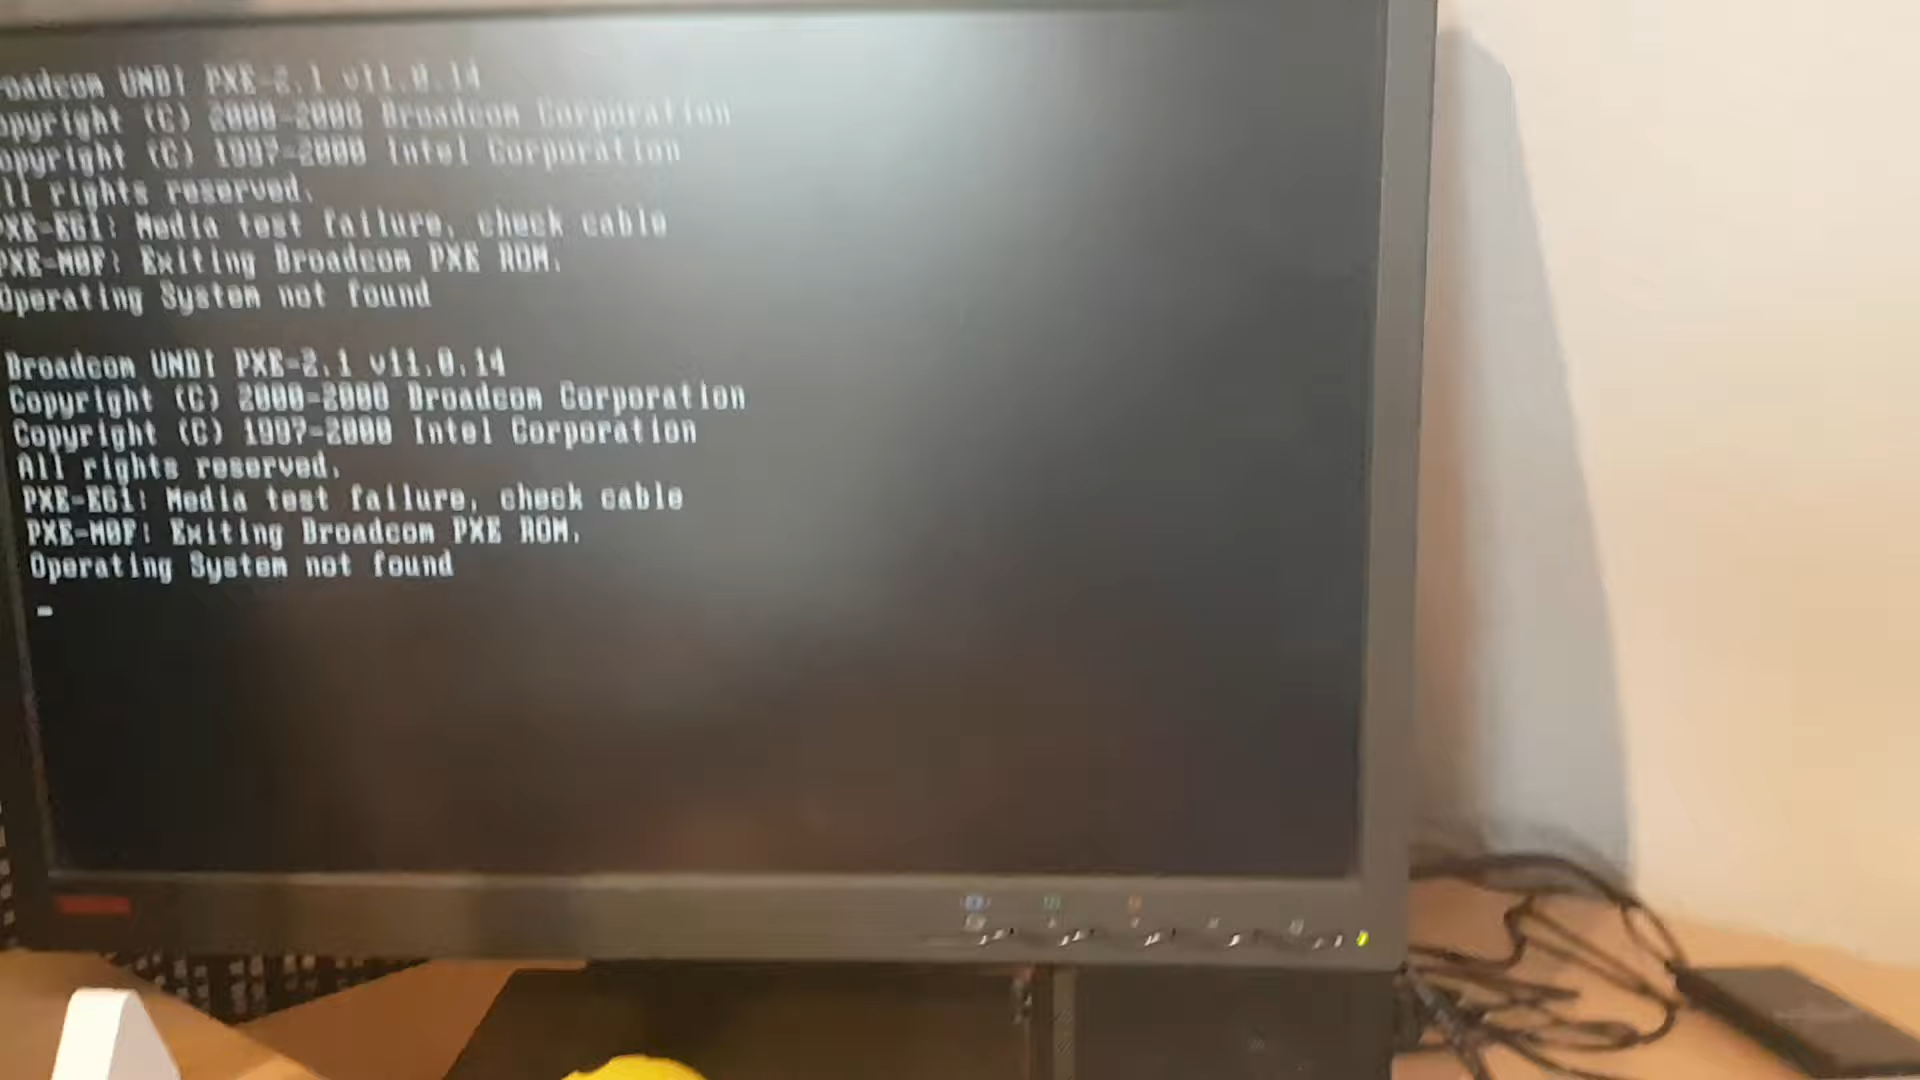 oadcom UNDI PXE-2.1 v11.0.14
opyright (C) 2000-2008 Broadcom Corporation
opyright (C) 1997-2000 Intel Corporation
ll rights reserved.
PXE-E61: Media test failure, check cable
PXE-M0F: Exiting Broadcom PXE ROM.
Operating System not found
Broadcom UNDI PXE-2.1 v11.0.14
Copyright (C) 2000-2008 Broadcom Corporation
Copyright (C) 1997-2000 Intel Corporation
All rights reserved.
PXE-E61: Media test failure, check cable
PXE-M0F: Exiting Broadcom PXE ROM.
Operating System not found